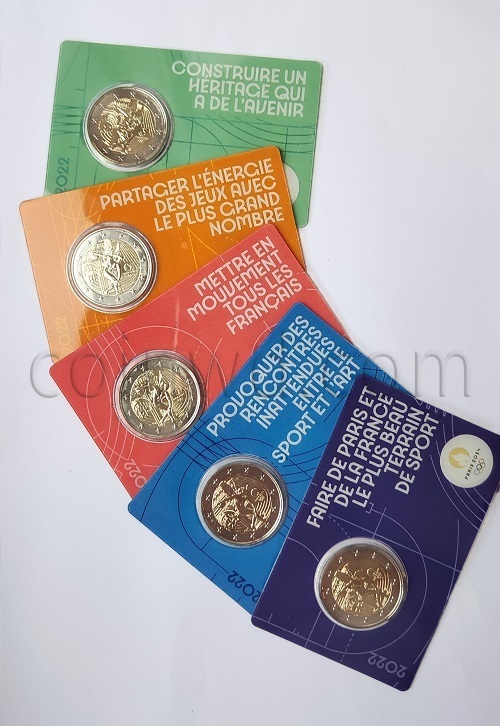 CONSTRUIRE UN
HÉRITAGE QUI
A DE L'AVENIR
2022
PARTAGER L'ÉNERGIE
DES JEUX AVEC
LE PLUS GRAND
NOMBRE
2022
METTRE EN
MOUVEMENT
TOUS LES
FRANÇAIS
2022
PROVOQUER DES
RENCONTRES
INATTENDUES
ENTRE LE
SPORT ET L'ART
2022
FAIRE DE PARIS ET
DE LA FRANCE
LE PLUS BEAU
TERRAIN
DE SPORT
PARIS 2024
2022